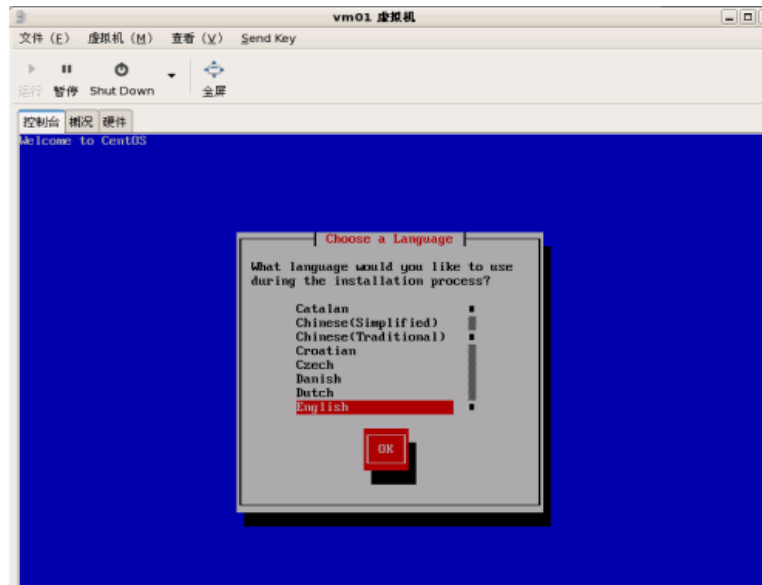 vm01 虚拟机
文件 (F) 虚拟机 (M) 查看 (V) Send Key
运行 暂停 Shut Down 全屏
控制台 概况 硬件
Welcome to CentOS
Choose a Language
What language would you like to use
during the installation process?
Catalan
Chinese(Simplified)
Chinese(Traditional)
Croatian
Czech
Danish
Dutch
English
OK